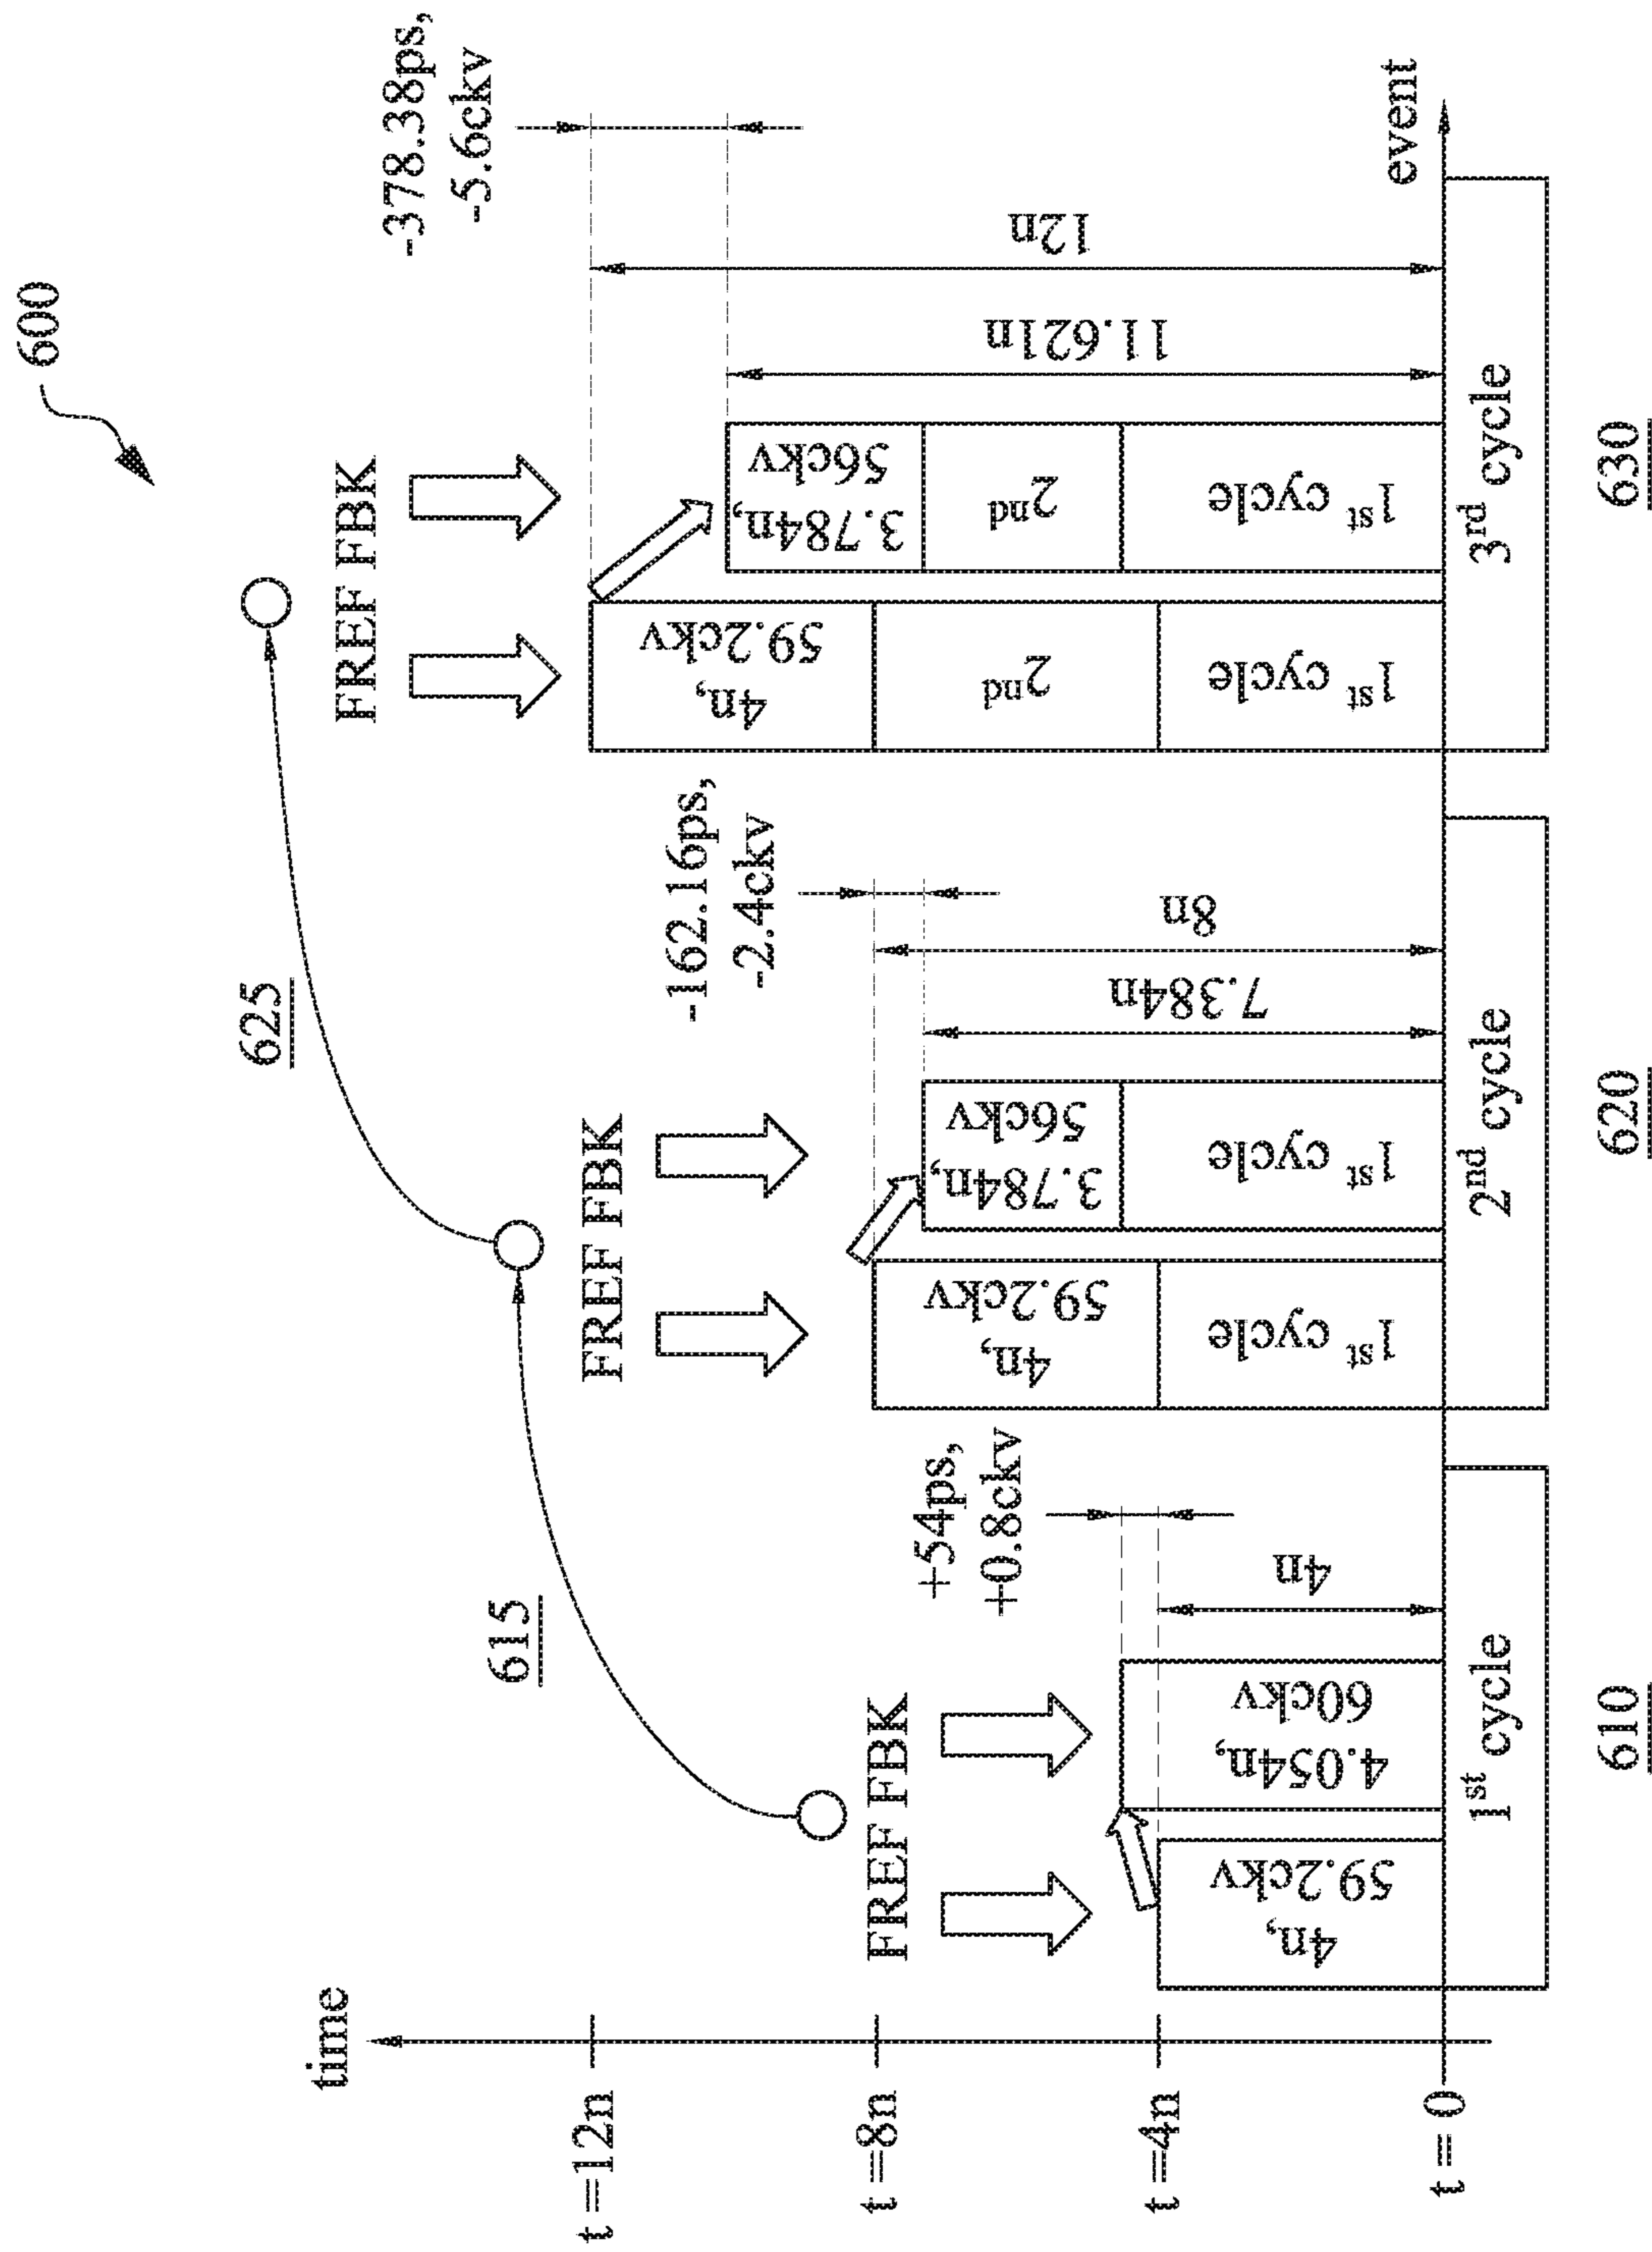 600
625
615
time
t =12n
t =8n
t =4n
t = 0
FREF FBK
4n,
59.2ckv
4.054n,
60ckv
+54ps,
+0.8ckv
4n
1st cycle
610
FREF FBK
4n,
59.2ckv
1st cycle
3.784n,
56ckv
1st cycle
-162.16ps,
-2.4ckv
7.384n
8n
2nd cycle
620
FREF FBK
4n,
59.2ckv
2nd
1st cycle
3.784n,
56ckv
2nd
1st cycle
-378.38ps,
-5.6ckv
11.621n
12n
event
3rd cycle
630